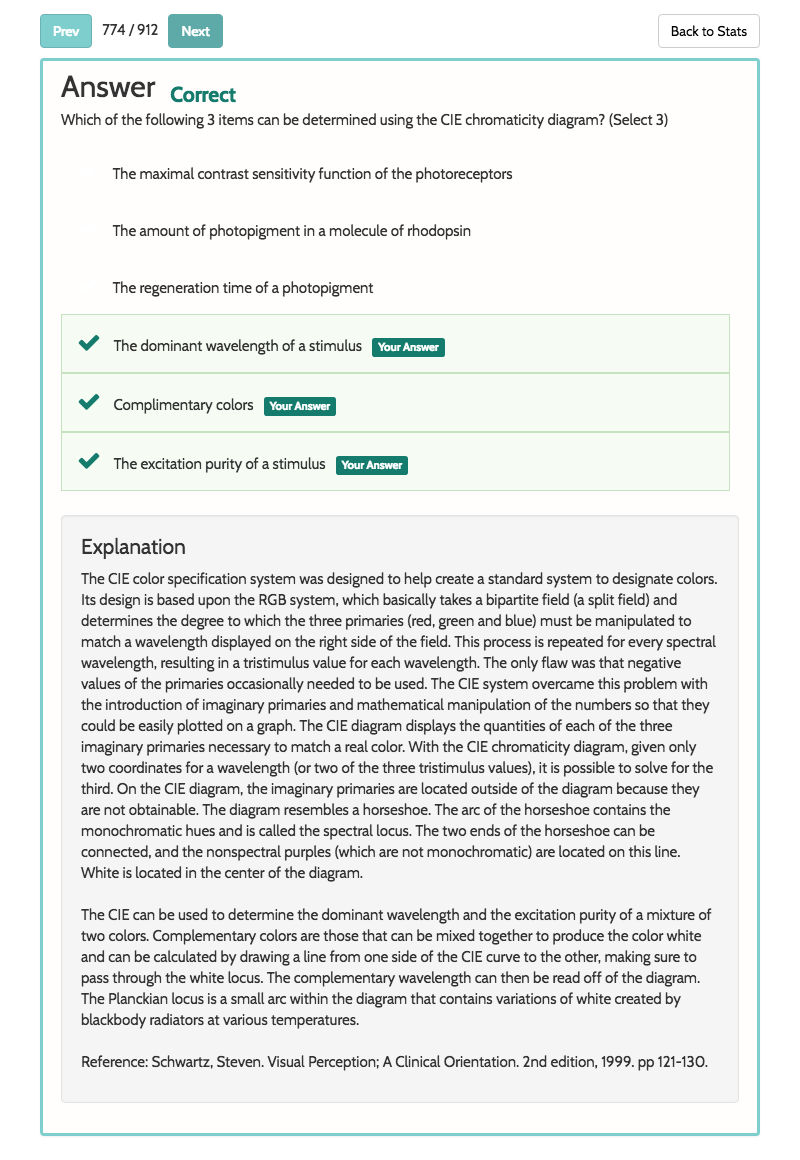 Prev 774 / 912 Next Back to Stats
Answer Correct
Which of the following 3 items can be determined using the CIE chromaticity diagram? (Select 3)
The maximal contrast sensitivity function of the photoreceptors
The amount of photopigment in a molecule of rhodopsin
The regeneration time of a photopigment
The dominant wavelength of a stimulus Your Answer
Complimentary colors Your Answer
The excitation purity of a stimulus Your Answer
Explanation
The CIE color specification system was designed to help create a standard system to designate colors.
Its design is based upon the RGB system, which basically takes a bipartite field (a split field) and
determines the degree to which the three primaries (red, green and blue) must be manipulated to
match a wavelength displayed on the right side of the field. This process is repeated for every spectral
wavelength, resulting in a tristimulus value for each wavelength. The only flaw was that negative
values of the primaries occasionally needed to be used. The CIE system overcame this problem with
the introduction of imaginary primaries and mathematical manipulation of the numbers so that they
could be easily plotted on a graph. The CIE diagram displays the quantities of each of the three
imaginary primaries necessary to match a real color. With the CIE chromaticity diagram, given only
two coordinates for a wavelength (or two of the three tristimulus values), it is possible to solve for the
third. On the CIE diagram, the imaginary primaries are located outside of the diagram because they
are not obtainable. The diagram resembles a horseshoe. The arc of the horseshoe contains the
monochromatic hues and is called the spectral locus. The two ends of the horseshoe can be
connected, and the nonspectral purples (which are not monochromatic) are located on this line.
White is located in the center of the diagram.
The CIE can be used to determine the dominant wavelength and the excitation purity of a mixture of
two colors. Complementary colors are those that can be mixed together to produce the color white
and can be calculated by drawing a line from one side of the CIE curve to the other, making sure to
pass through the white locus. The complementary wavelength can then be read off of the diagram.
The Planckian locus is a small arc within the diagram that contains variations of white created by
blackbody radiators at various temperatures.
Reference: Schwartz, Steven. Visual Perception; A Clinical Orientation. 2nd edition, 1999. pp 121-130.